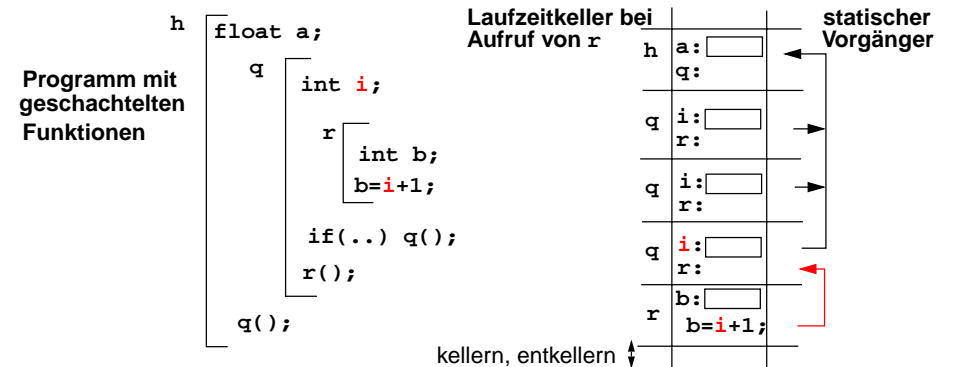 h
float a;
q
Programm mit
geschachtelten
Funktionen
int i;
r
int b;
b=i+1;
if(..) q();
r();
q();
Laufzeitkeller bei
Aufruf von r
statischer
Vorgänger
h a:
q:
q i:
r:
q i:
r:
q i:
r:
r b:
b=i+1;
kellern, entkellern